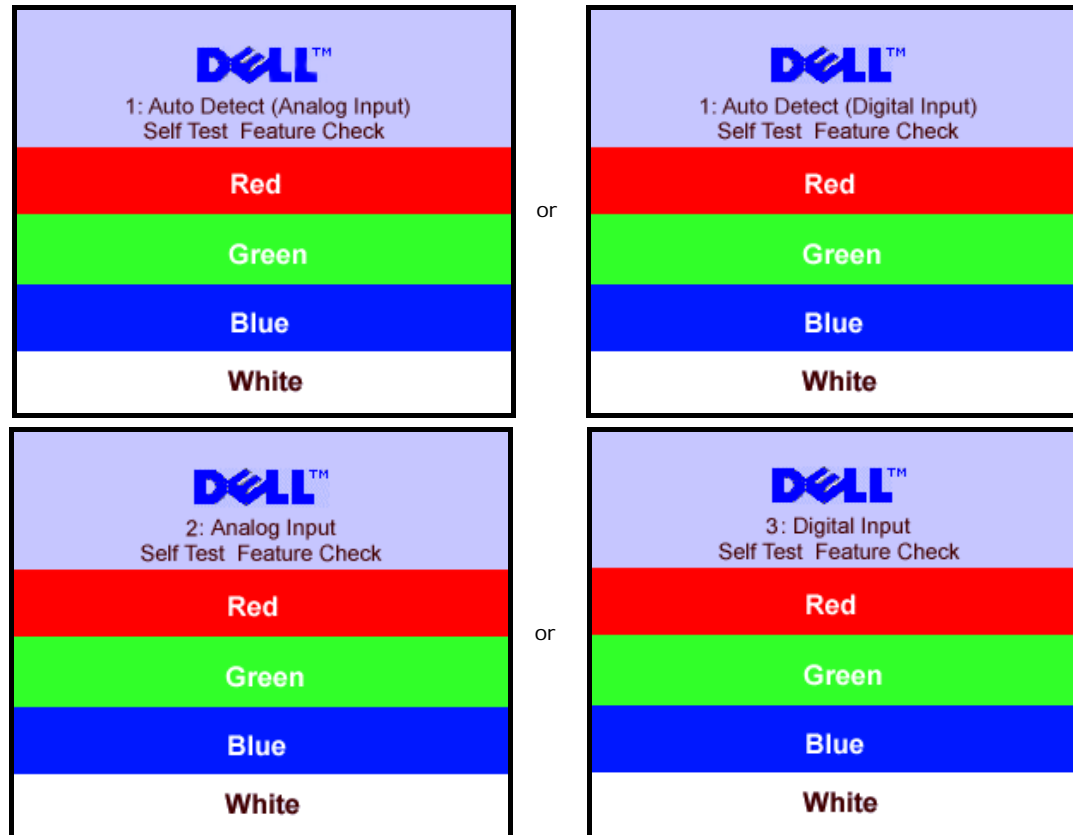 DELL™
1: Auto Detect (Analog Input)
Self Test Feature Check
Red
Green
Blue
White
or
DELL™
1: Auto Detect (Digital Input)
Self Test Feature Check
Red
Green
Blue
White
DELL™
2: Analog Input
Self Test Feature Check
Red
Green
Blue
White
or
DELL™
3: Digital Input
Self Test Feature Check
Red
Green
Blue
White